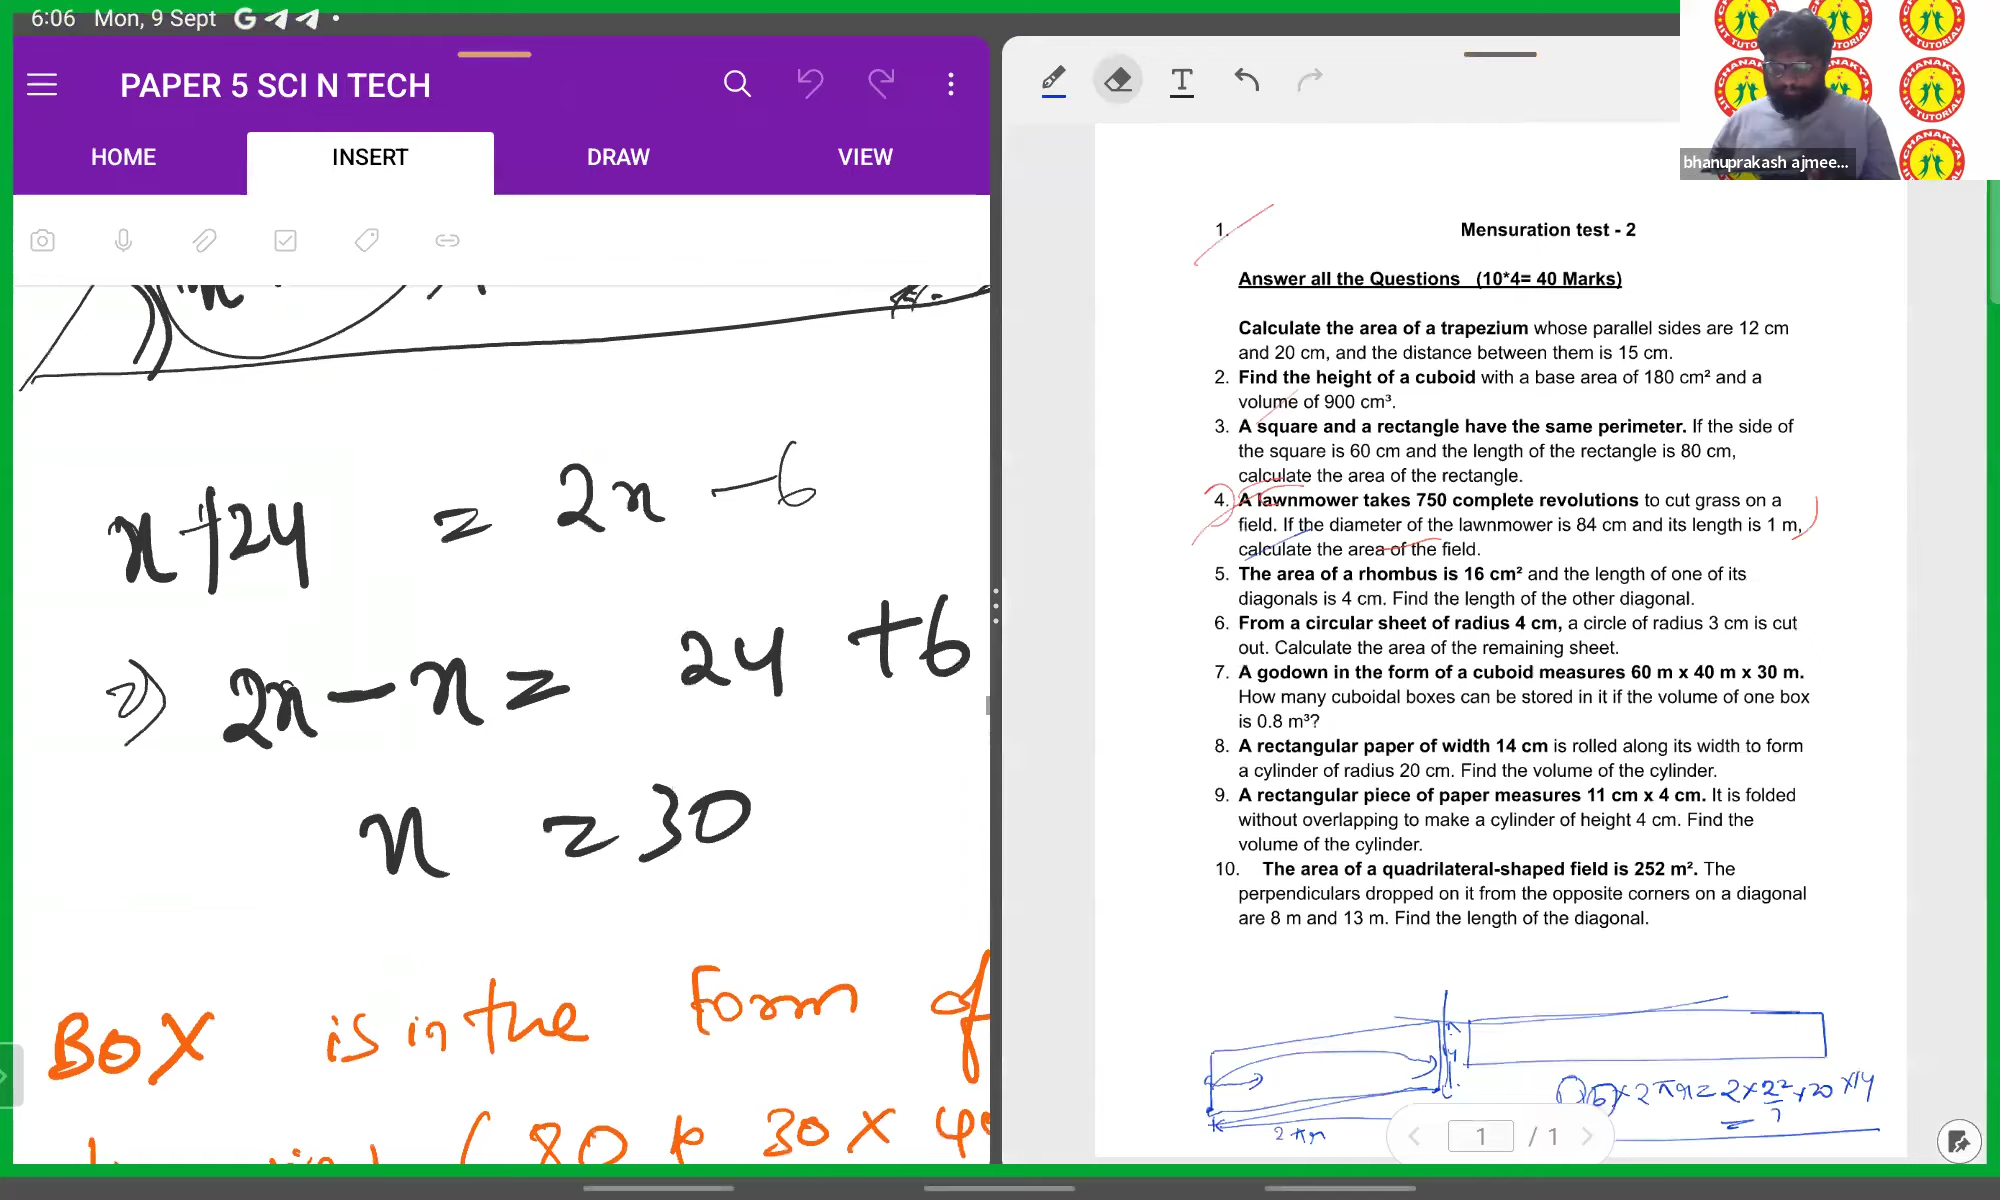 6:06 Mon, 9 Sept
PAPER 5 SCI N TECH
HOME INSERT DRAW VIEW
x + 24 = 2x - 6
2x - x = 24 + 6
x = 30
BOX is in the form of
(80 30 x
bhanuprakash ajmee...
CHANAKYA IIT TUTORIAL
1. Mensuration test - 2
Answer all the Questions (10*4= 40 Marks)
Calculate the area of a trapezium whose parallel sides are 12 cm
and 20 cm, and the distance between them is 15 cm.
2. Find the height of a cuboid with a base area of 180 cm² and a
volume of 900 cm³.
3. A square and a rectangle have the same perimeter. If the side of
the square is 60 cm and the length of the rectangle is 80 cm,
calculate the area of the rectangle.
4. A lawnmower takes 750 complete revolutions to cut grass on a
field. If the diameter of the lawnmower is 84 cm and its length is 1 m,
calculate the area of the field.
5. The area of a rhombus is 16 cm² and the length of one of its
diagonals is 4 cm. Find the length of the other diagonal.
6. From a circular sheet of radius 4 cm, a circle of radius 3 cm is cut
out. Calculate the area of the remaining sheet.
7. A godown in the form of a cuboid measures 60 m x 40 m x 30 m.
How many cuboidal boxes can be stored in it if the volume of one box
is 0.8 m³?
8. A rectangular paper of width 14 cm is rolled along its width to form
a cylinder of radius 20 cm. Find the volume of the cylinder.
9. A rectangular piece of paper measures 11 cm x 4 cm. It is folded
without overlapping to make a cylinder of height 4 cm. Find the
volume of the cylinder.
10. The area of a quadrilateral-shaped field is 252 m². The
perpendiculars dropped on it from the opposite corners on a diagonal
are 8 m and 13 m. Find the length of the diagonal.
2πr = 2 x 22/7 x 20 x 14
2πr
1 / 1